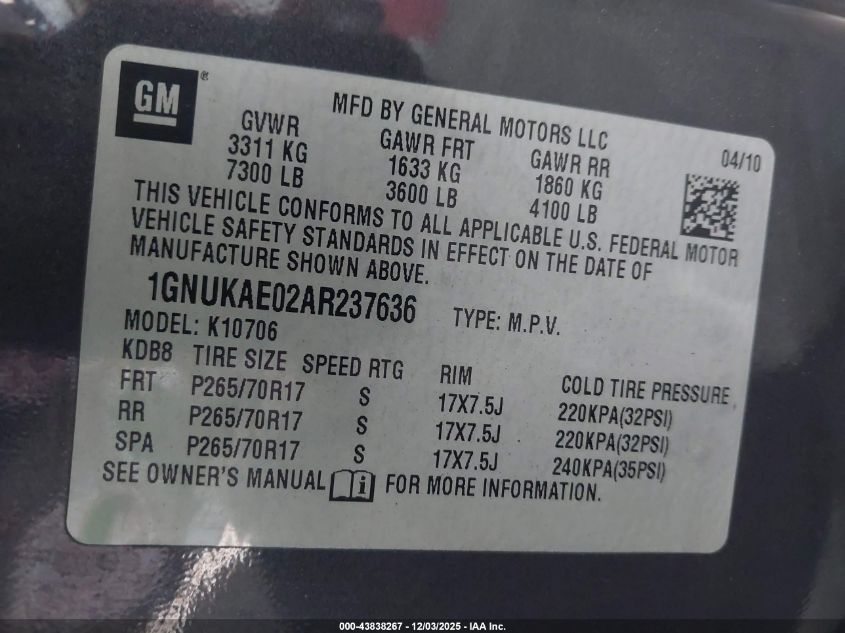 GM ®
MFD BY GENERAL MOTORS LLC
04/10
GVWR GAWR FRT GAWR RR
3311 KG 1633 KG 1860 KG
7300 LB 3600 LB 4100 LB
THIS VEHICLE CONFORMS TO ALL APPLICABLE U.S. FEDERAL MOTOR
VEHICLE SAFETY STANDARDS IN EFFECT ON THE DATE OF
MANUFACTURE SHOWN ABOVE.
1GNUKAE02AR237636 TYPE: M.P.V.
MODEL: K10706
KDB8 TIRE SIZE SPEED RTG RIM COLD TIRE PRESSURE
FRT P265/70R17 S 17X7.5J 220KPA(32PSI)
RR P265/70R17 S 17X7.5J 220KPA(32PSI)
SPA P265/70R17 S 17X7.5J 240KPA(35PSI)
SEE OWNER'S MANUAL i FOR MORE INFORMATION.
000-43838267 - 12/03/2025 - IAA Inc.